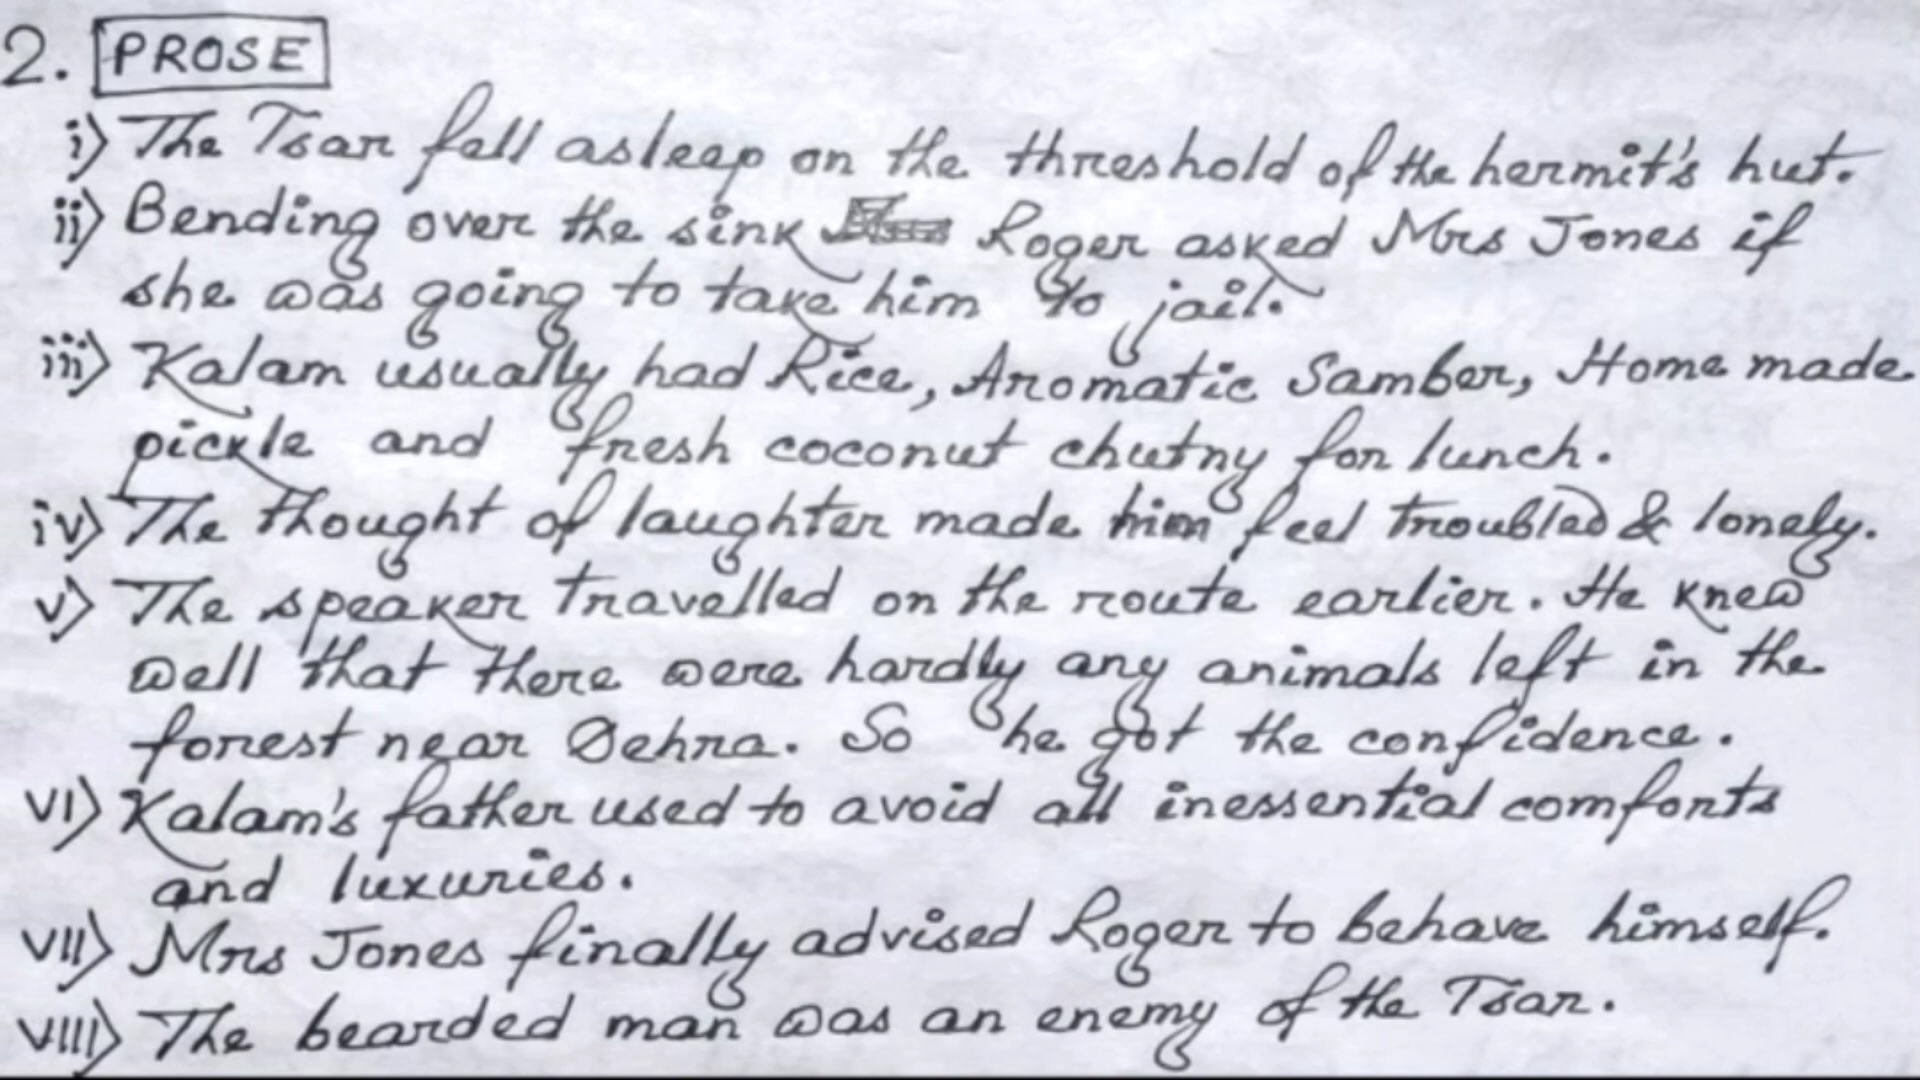 2. PROSE
i) The Tsar fell asleep on the threshold of the hermit's hut.
ii) Bending over the sink Roger asked Mrs Jones if
she was going to take him to jail.
iii) Kalam usually had Rice, Aromatic Samber, Home made
pickle and fresh coconut chutny for lunch.
iv) The thought of laughter made him feel troubled & lonely.
v) The speaker travelled on the route earlier. He knew
well that there were hardly any animals left in the
forest near Dehra. So he got the confidence.
VI) Kalam's father used to avoid all inessential comforts
and luxuries.
VII) Mrs Jones finally advised Roger to behave himself.
VIII) The bearded man was an enemy of the Tsar.